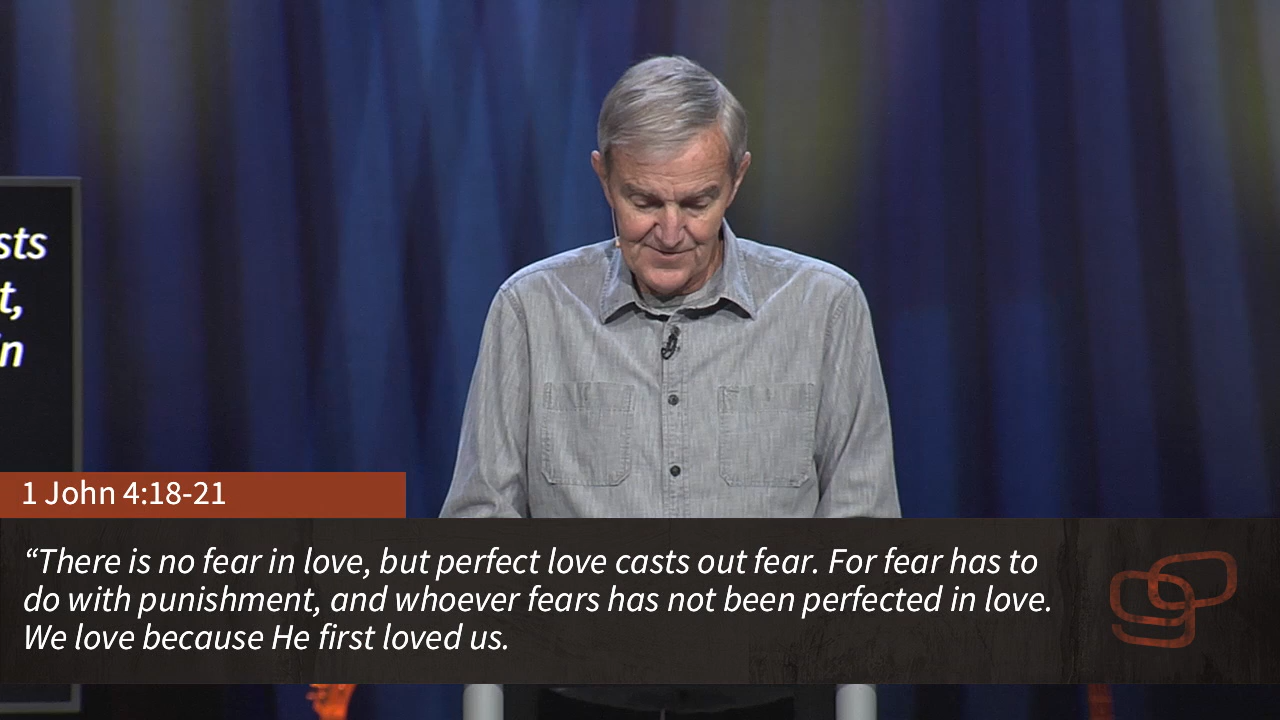 sts
t,
in
1 John 4:18-21
“There is no fear in love, but perfect love casts out fear. For fear has to
do with punishment, and whoever fears has not been perfected in love.
We love because He first loved us.